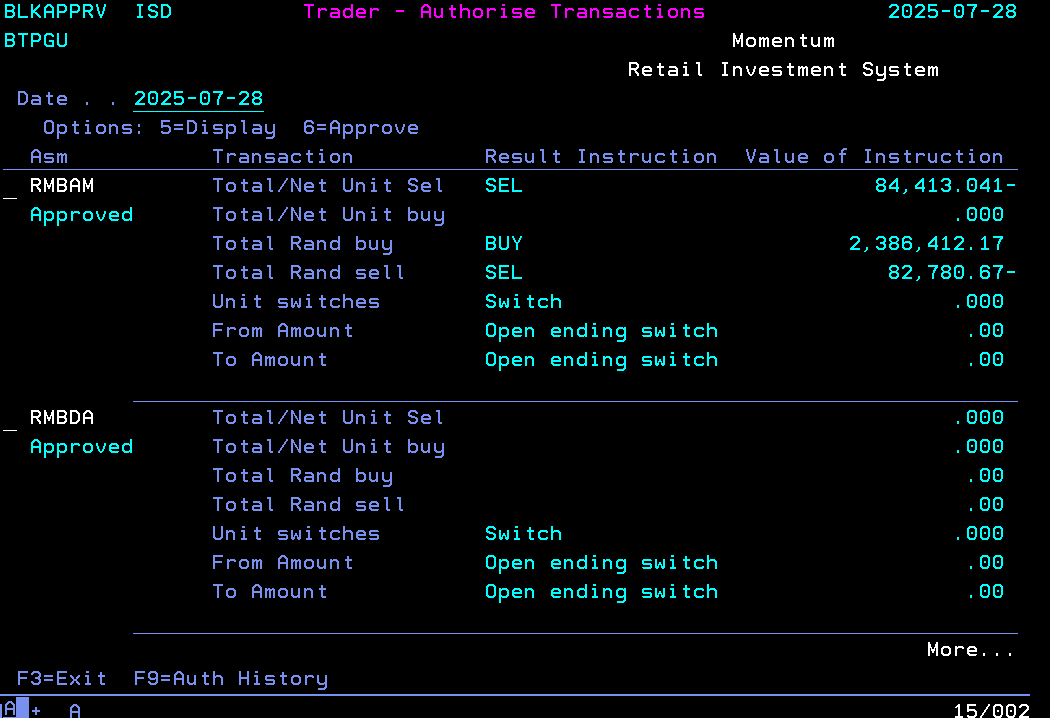 BLKAPPRV ISD Trader - Authorise Transactions 2025-07-28
BTPGU Momentum
Retail Investment System
Date . . 2025-07-28
Options: 5=Display 6=Approve
Asm Transaction Result Instruction Value of Instruction
_ RMBAM Total/Net Unit Sel SEL 84,413.041-
Approved Total/Net Unit buy .000
Total Rand buy BUY 2,386,412.17
Total Rand sell SEL 82,780.67-
Unit switches Switch .000
From Amount Open ending switch .00
To Amount Open ending switch .00
_ RMBDA Total/Net Unit Sel .000
Approved Total/Net Unit buy .000
Total Rand buy .00
Total Rand sell .00
Unit switches Switch .000
From Amount Open ending switch .00
To Amount Open ending switch .00
More...
F3=Exit F9=Auth History
A + A 15/002